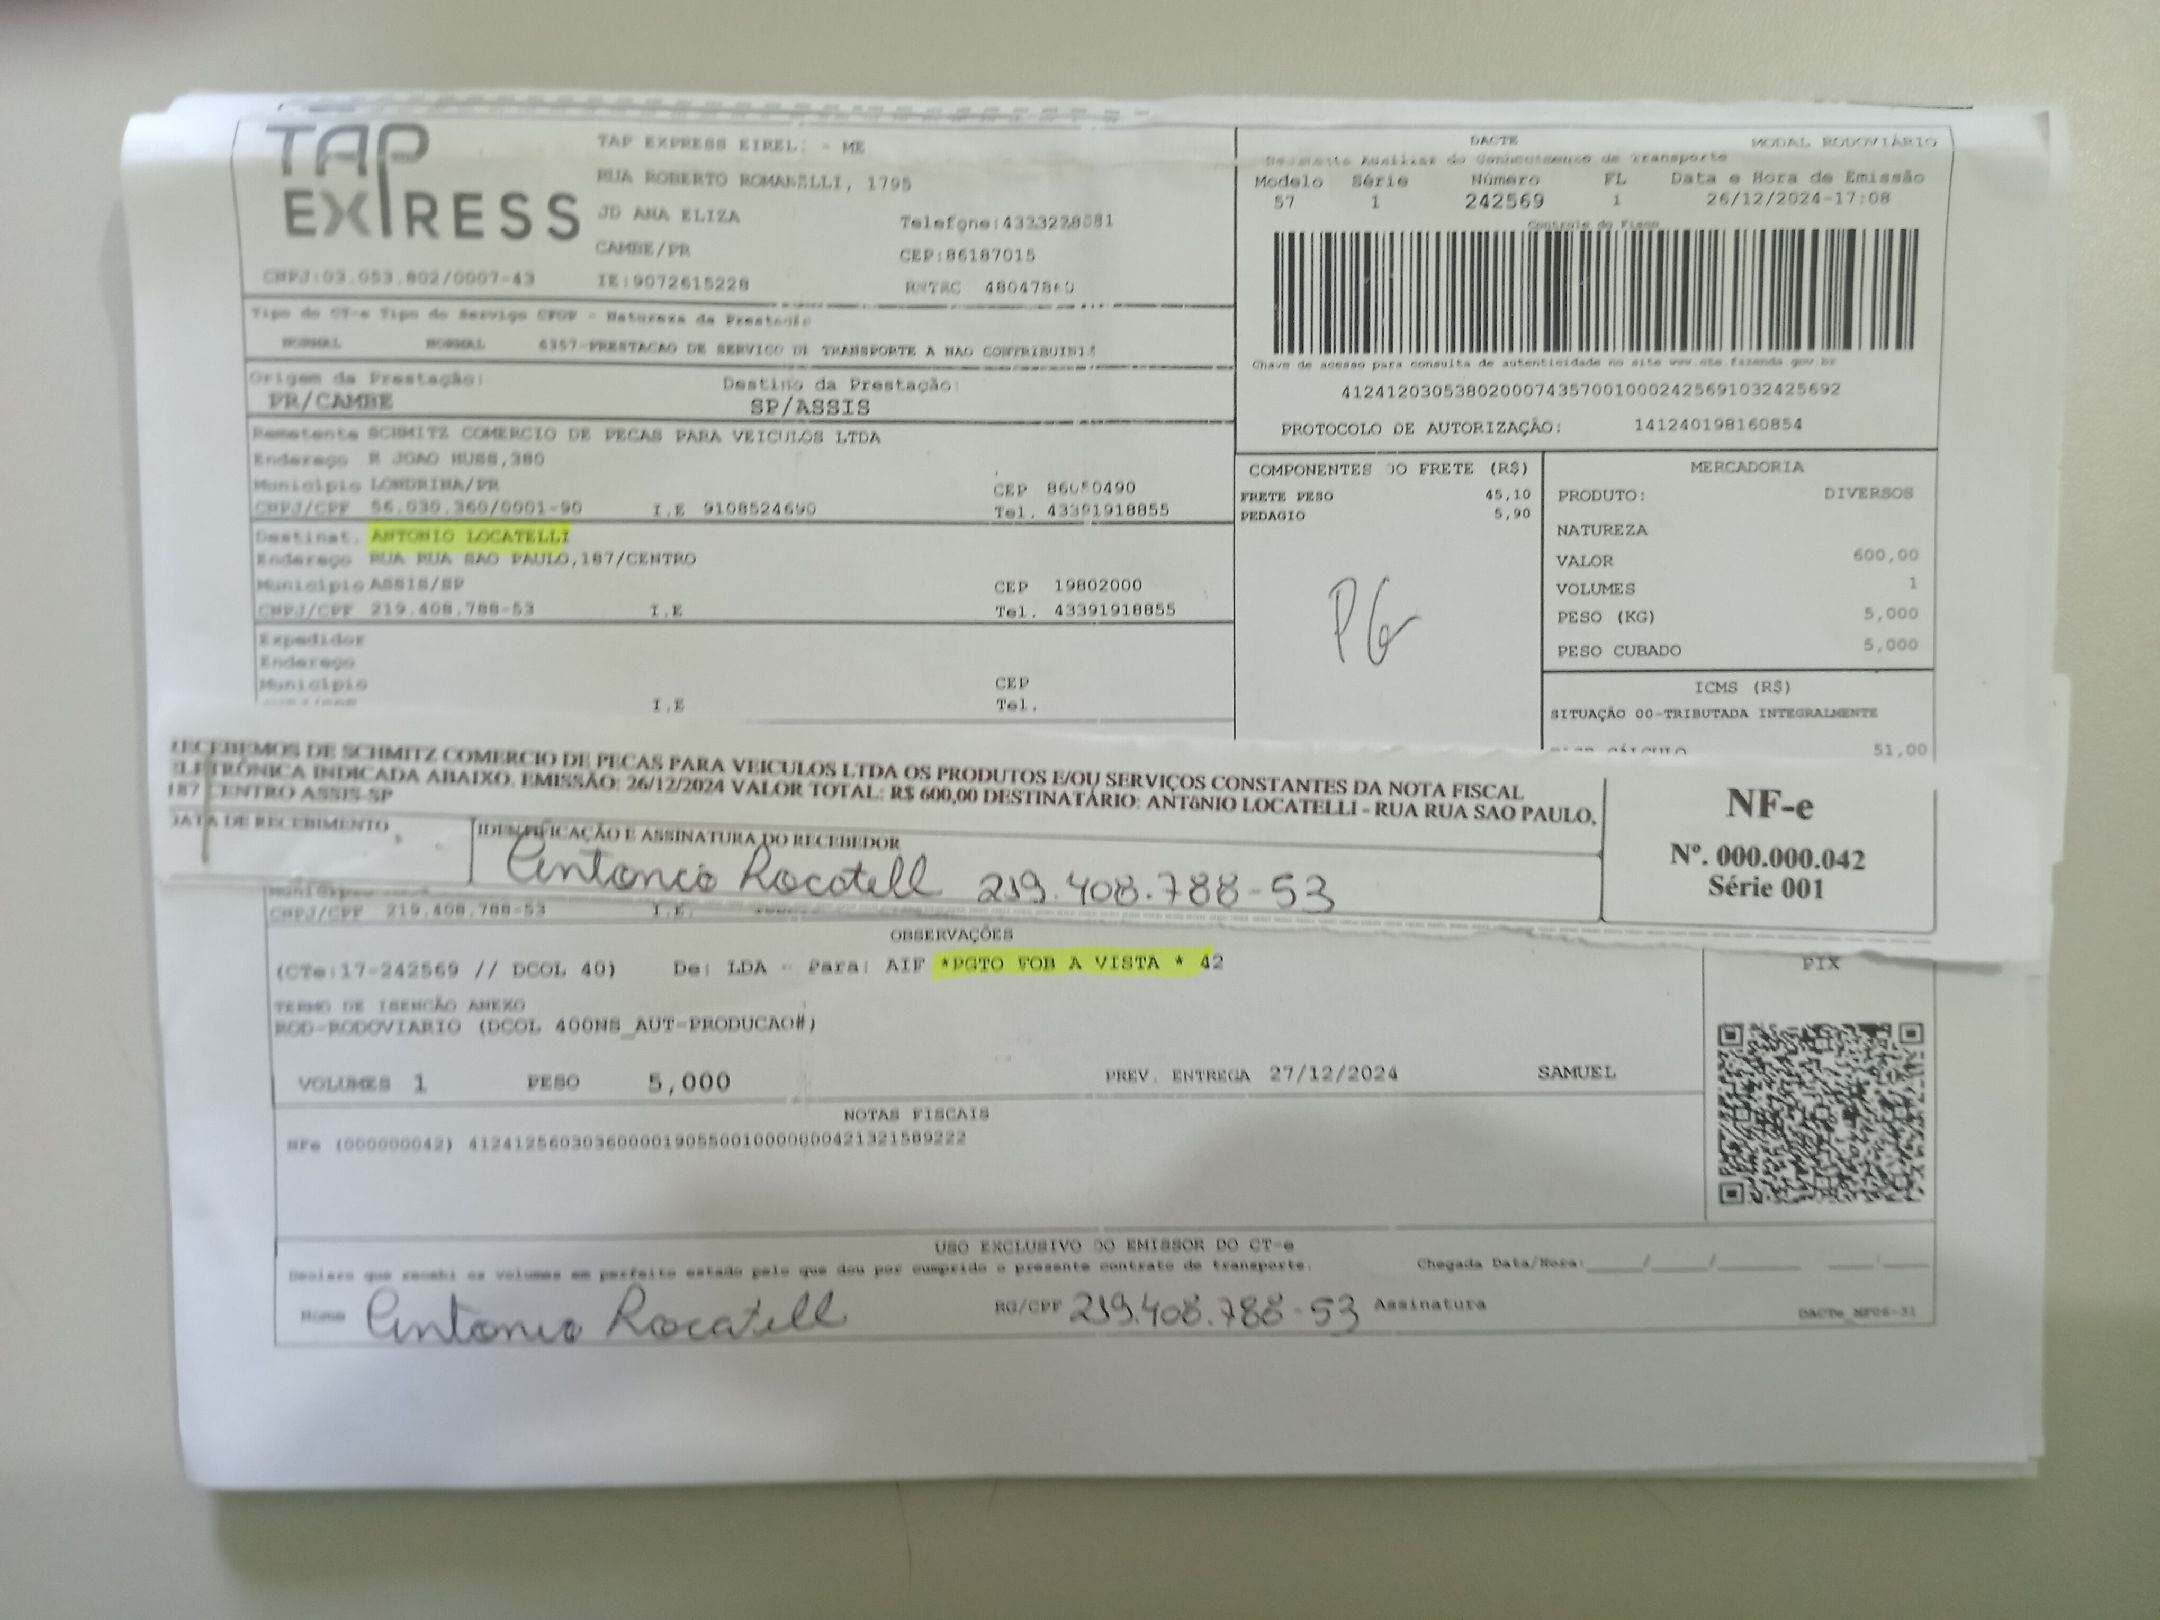 TAP EXPRESS
TAP EXPRESS EIREL: - ME
RUA ROBERTO ROMANELLI, 1795
JD ANA ELIZA Telefone:4323228081
CAMBE/PR CEP:86187015
CNPJ:03.053.802/0007-43 IE:9072615228 RNTRC 48047860
DACTE MODAL RODOVIÁRIO
Documento Auxiliar do Conhecimento de Transporte
Modelo Série Número FL Data e Hora de Emissão
57 1 242569 1 26/12/2024-17:08
Controle do Fisco
Chave de acesso para consulta de autenticidade no site www.cte.fazenda.gov.br
41241203053802000743570010002425691032425692
PROTOCOLO DE AUTORIZAÇÃO: 141240198160854
Tipo do CT-e Tipo do Serviço CFOP - Natureza da Prestação
NORMAL NORMAL 6357-PRESTACAO DE SERVICO DE TRANSPORTE A NAO CONTRIBUINTE
Origem da Prestação: Destino da Prestação:
PR/CAMBE SP/ASSIS
Remetente SCHMITZ COMERCIO DE PECAS PARA VEICULOS LTDA
Endereço R JOAO HUSS,380
Município LONDRINA/PR CEP 86050490
CNPJ/CPF 56.030.360/0001-90 I.E 9108524690 Tel. 43391918855
Destinat. ANTONIO LOCATELLI
Endereço RUA RUA SAO PAULO,187/CENTRO
Município ASSIS/SP CEP 19802000
CNPJ/CPF 219.408.788-53 I.E Tel. 43391918855
Expedidor
Endereço
Município CEP
I.E Tel.
COMPONENTES DO FRETE (R$)
FRETE PESO 45,10
PEDAGIO 5,90
PG
MERCADORIA
PRODUTO: DIVERSOS
NATUREZA
VALOR 600,00
VOLUMES 1
PESO (KG) 5,000
PESO CUBADO 5,000
ICMS (R$)
SITUAÇÃO 00-TRIBUTADA INTEGRALMENTE
51,00
RECEBEMOS DE SCHMITZ COMERCIO DE PECAS PARA VEICULOS LTDA OS PRODUTOS E/OU SERVIÇOS CONSTANTES DA NOTA FISCAL
ELETRÔNICA INDICADA ABAIXO. EMISSÃO: 26/12/2024 VALOR TOTAL: R$ 600,00 DESTINATÁRIO: ANTôNIO LOCATELLI - RUA RUA SAO PAULO,
187 CENTRO ASSIS-SP
DATA DE RECEBIMENTO IDENTIFICAÇÃO E ASSINATURA DO RECEBEDOR
Antonio Rocatell 219.408.788-53
NF-e
Nº. 000.000.042
Série 001
CNPJ/CPF 219.408.788-53 I.E.
OBSERVAÇÕES
(CTe:17-242569 // DCOL 40) De: LDA - Para: AIF *PGTO FOB A VISTA * 42
TERMO DE ISENCÃO ANEXO
ROD-RODOVIARIO (DCOL 400NS_AUT-PRODUCAO#)
VOLUMES 1 PESO 5,000 PREV. ENTREGA 27/12/2024 SAMUEL
PIX
NOTAS FISCAIS
NFe (000000042) 41241256030360000190550010000000421321589222
USO EXCLUSIVO DO EMISSOR DO CT-e
Declaro que recebi os volumes em perfeito estado pelo que dou por cumprido o presente contrato de transporte. Chegada Data/Hora:____/____/______ ___/___
Nome Antonio Rocatell RG/CPF 219.408.788-53 Assinatura